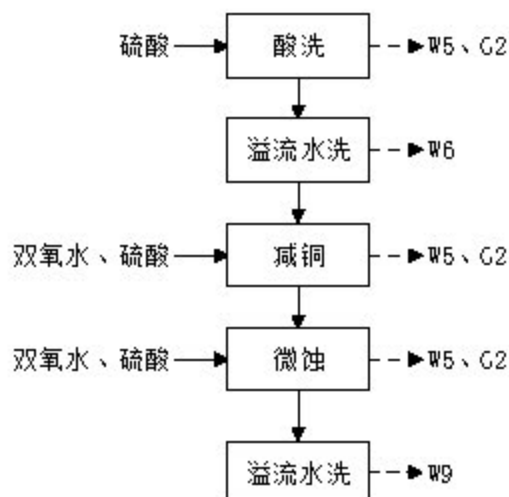 硫酸 酸洗 W5、G2
溢流水洗 W6
双氧水、硫酸 减铜 W5、G2
双氧水、硫酸 微蚀 W5、G2
溢流水洗 W9